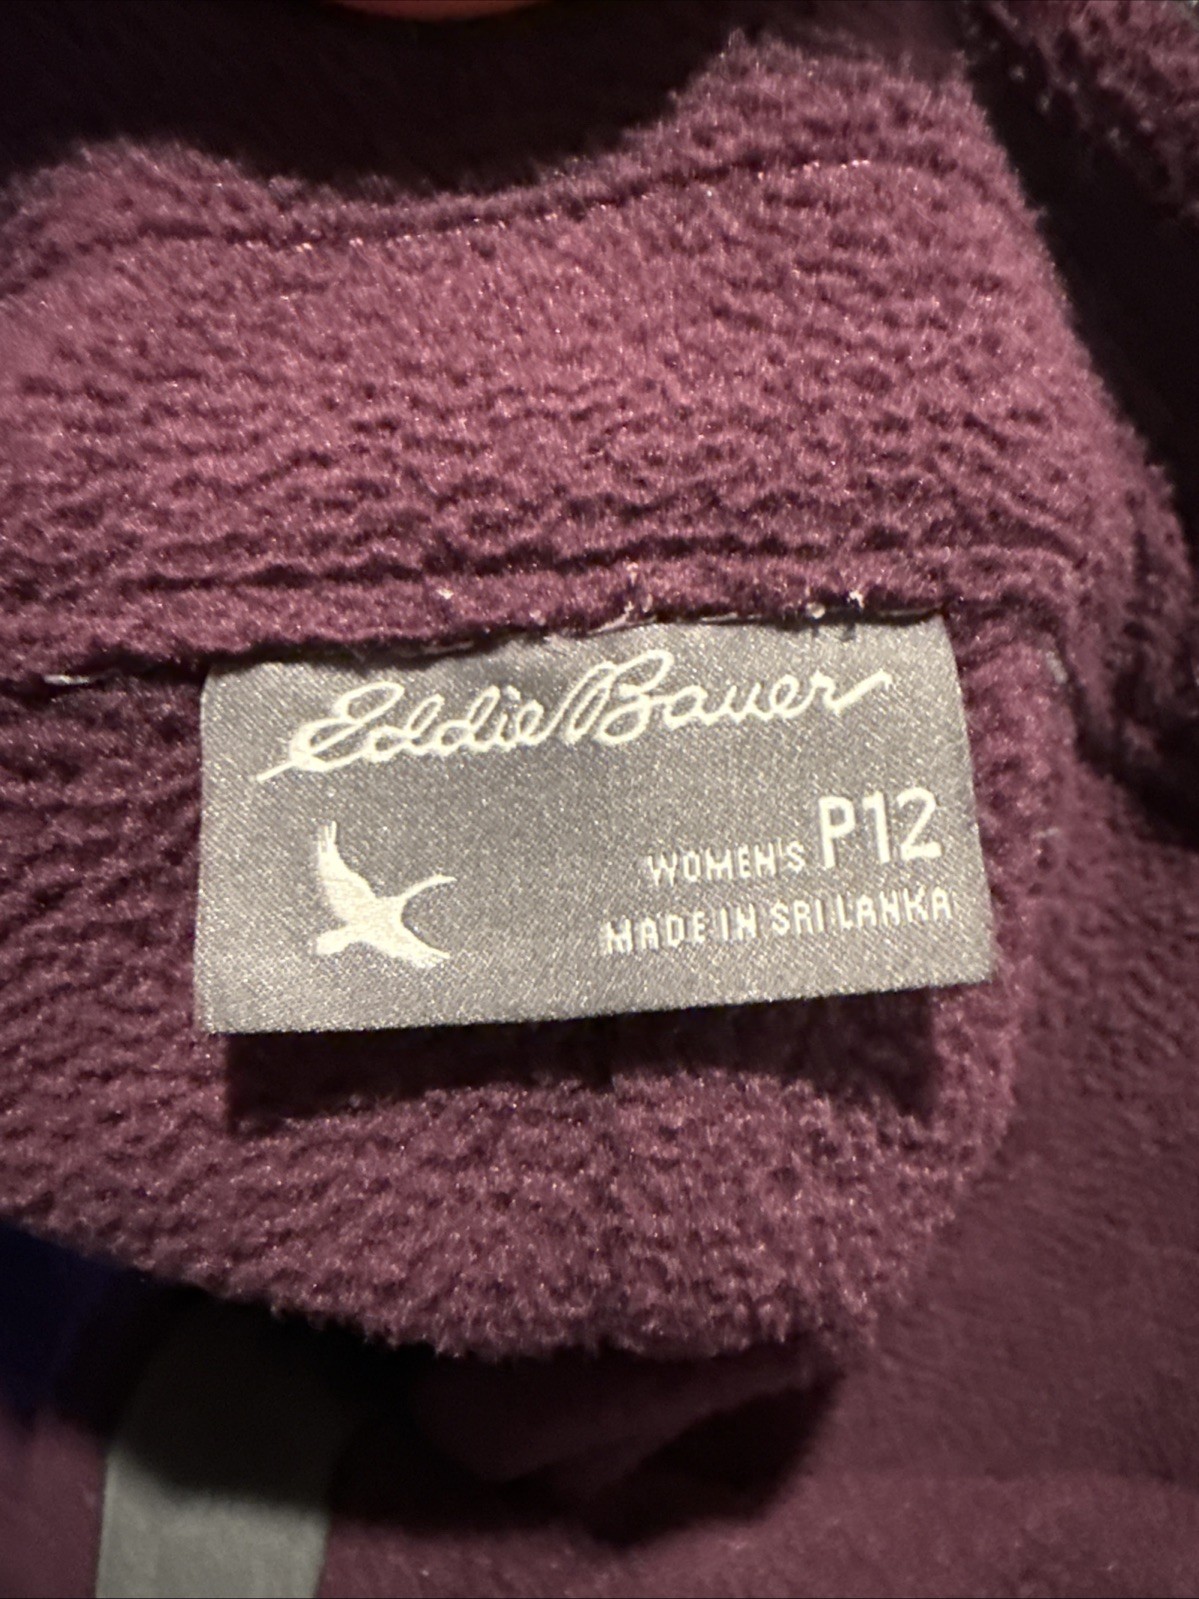 Eddie Bauer
WOMEN'S P12
MADE IN SRI LANKA